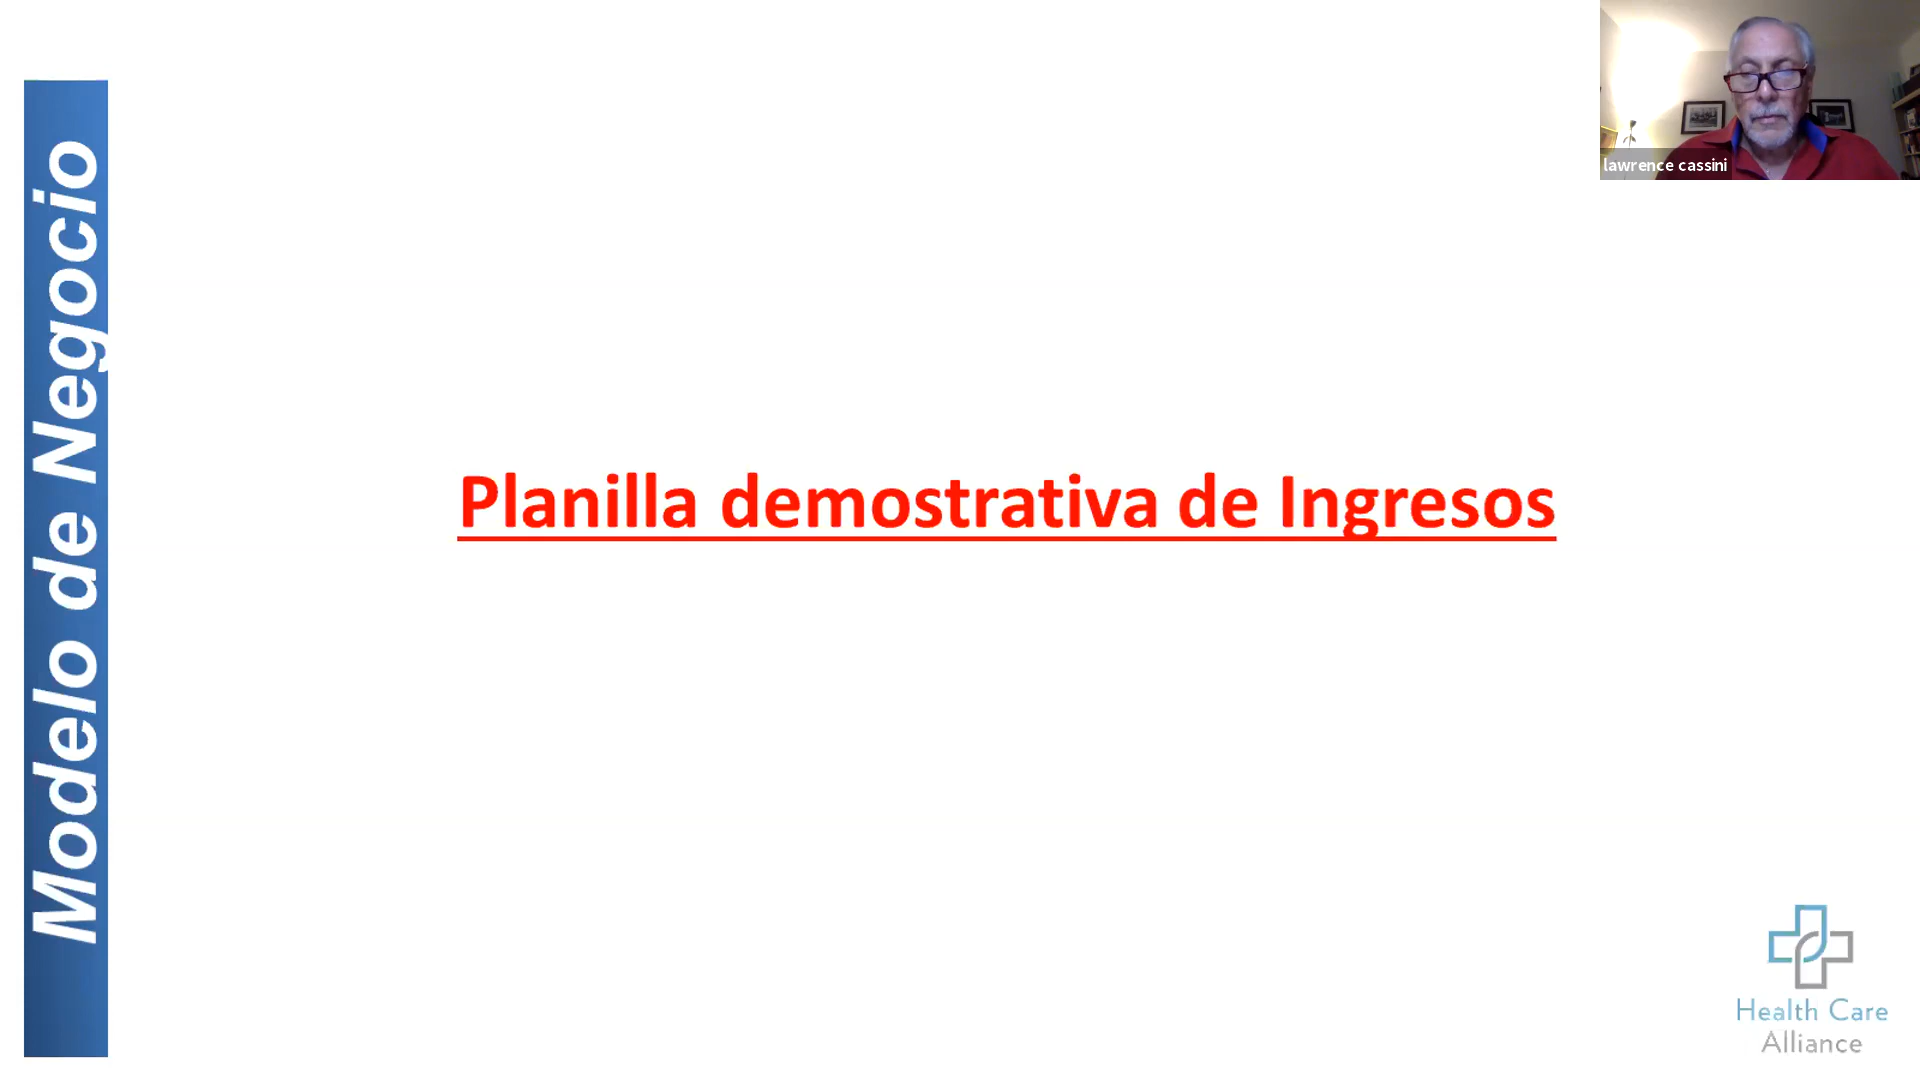 lawrence cassini
Modelo de Negocio
Planilla demostrativa de Ingresos
Health Care
Alliance